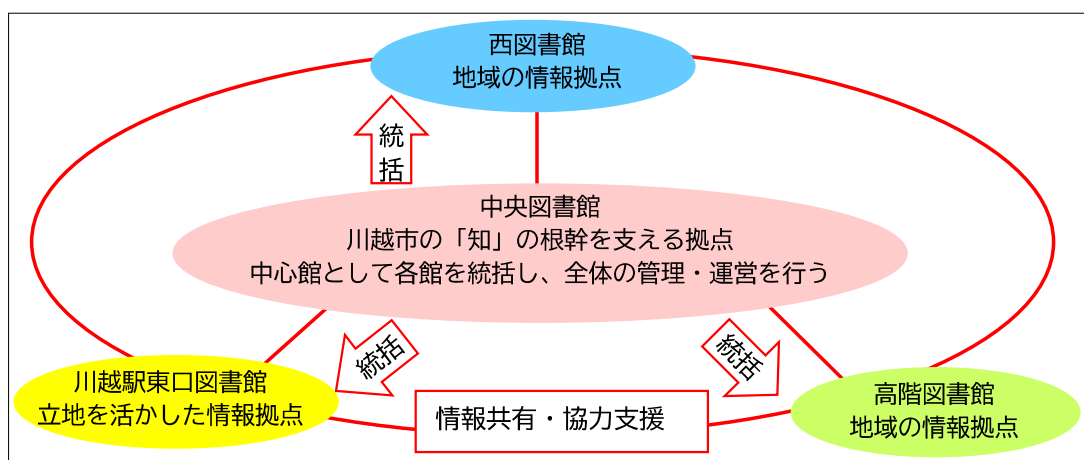 西図書館
地域の情報拠点
統
括
中央図書館
川越市の「知」の根幹を支える拠点
中心館として各館を統括し、全体の管理・運営を行う
統括
統括
川越駅東口図書館
立地を活かした情報拠点
情報共有・協力支援
高階図書館
地域の情報拠点